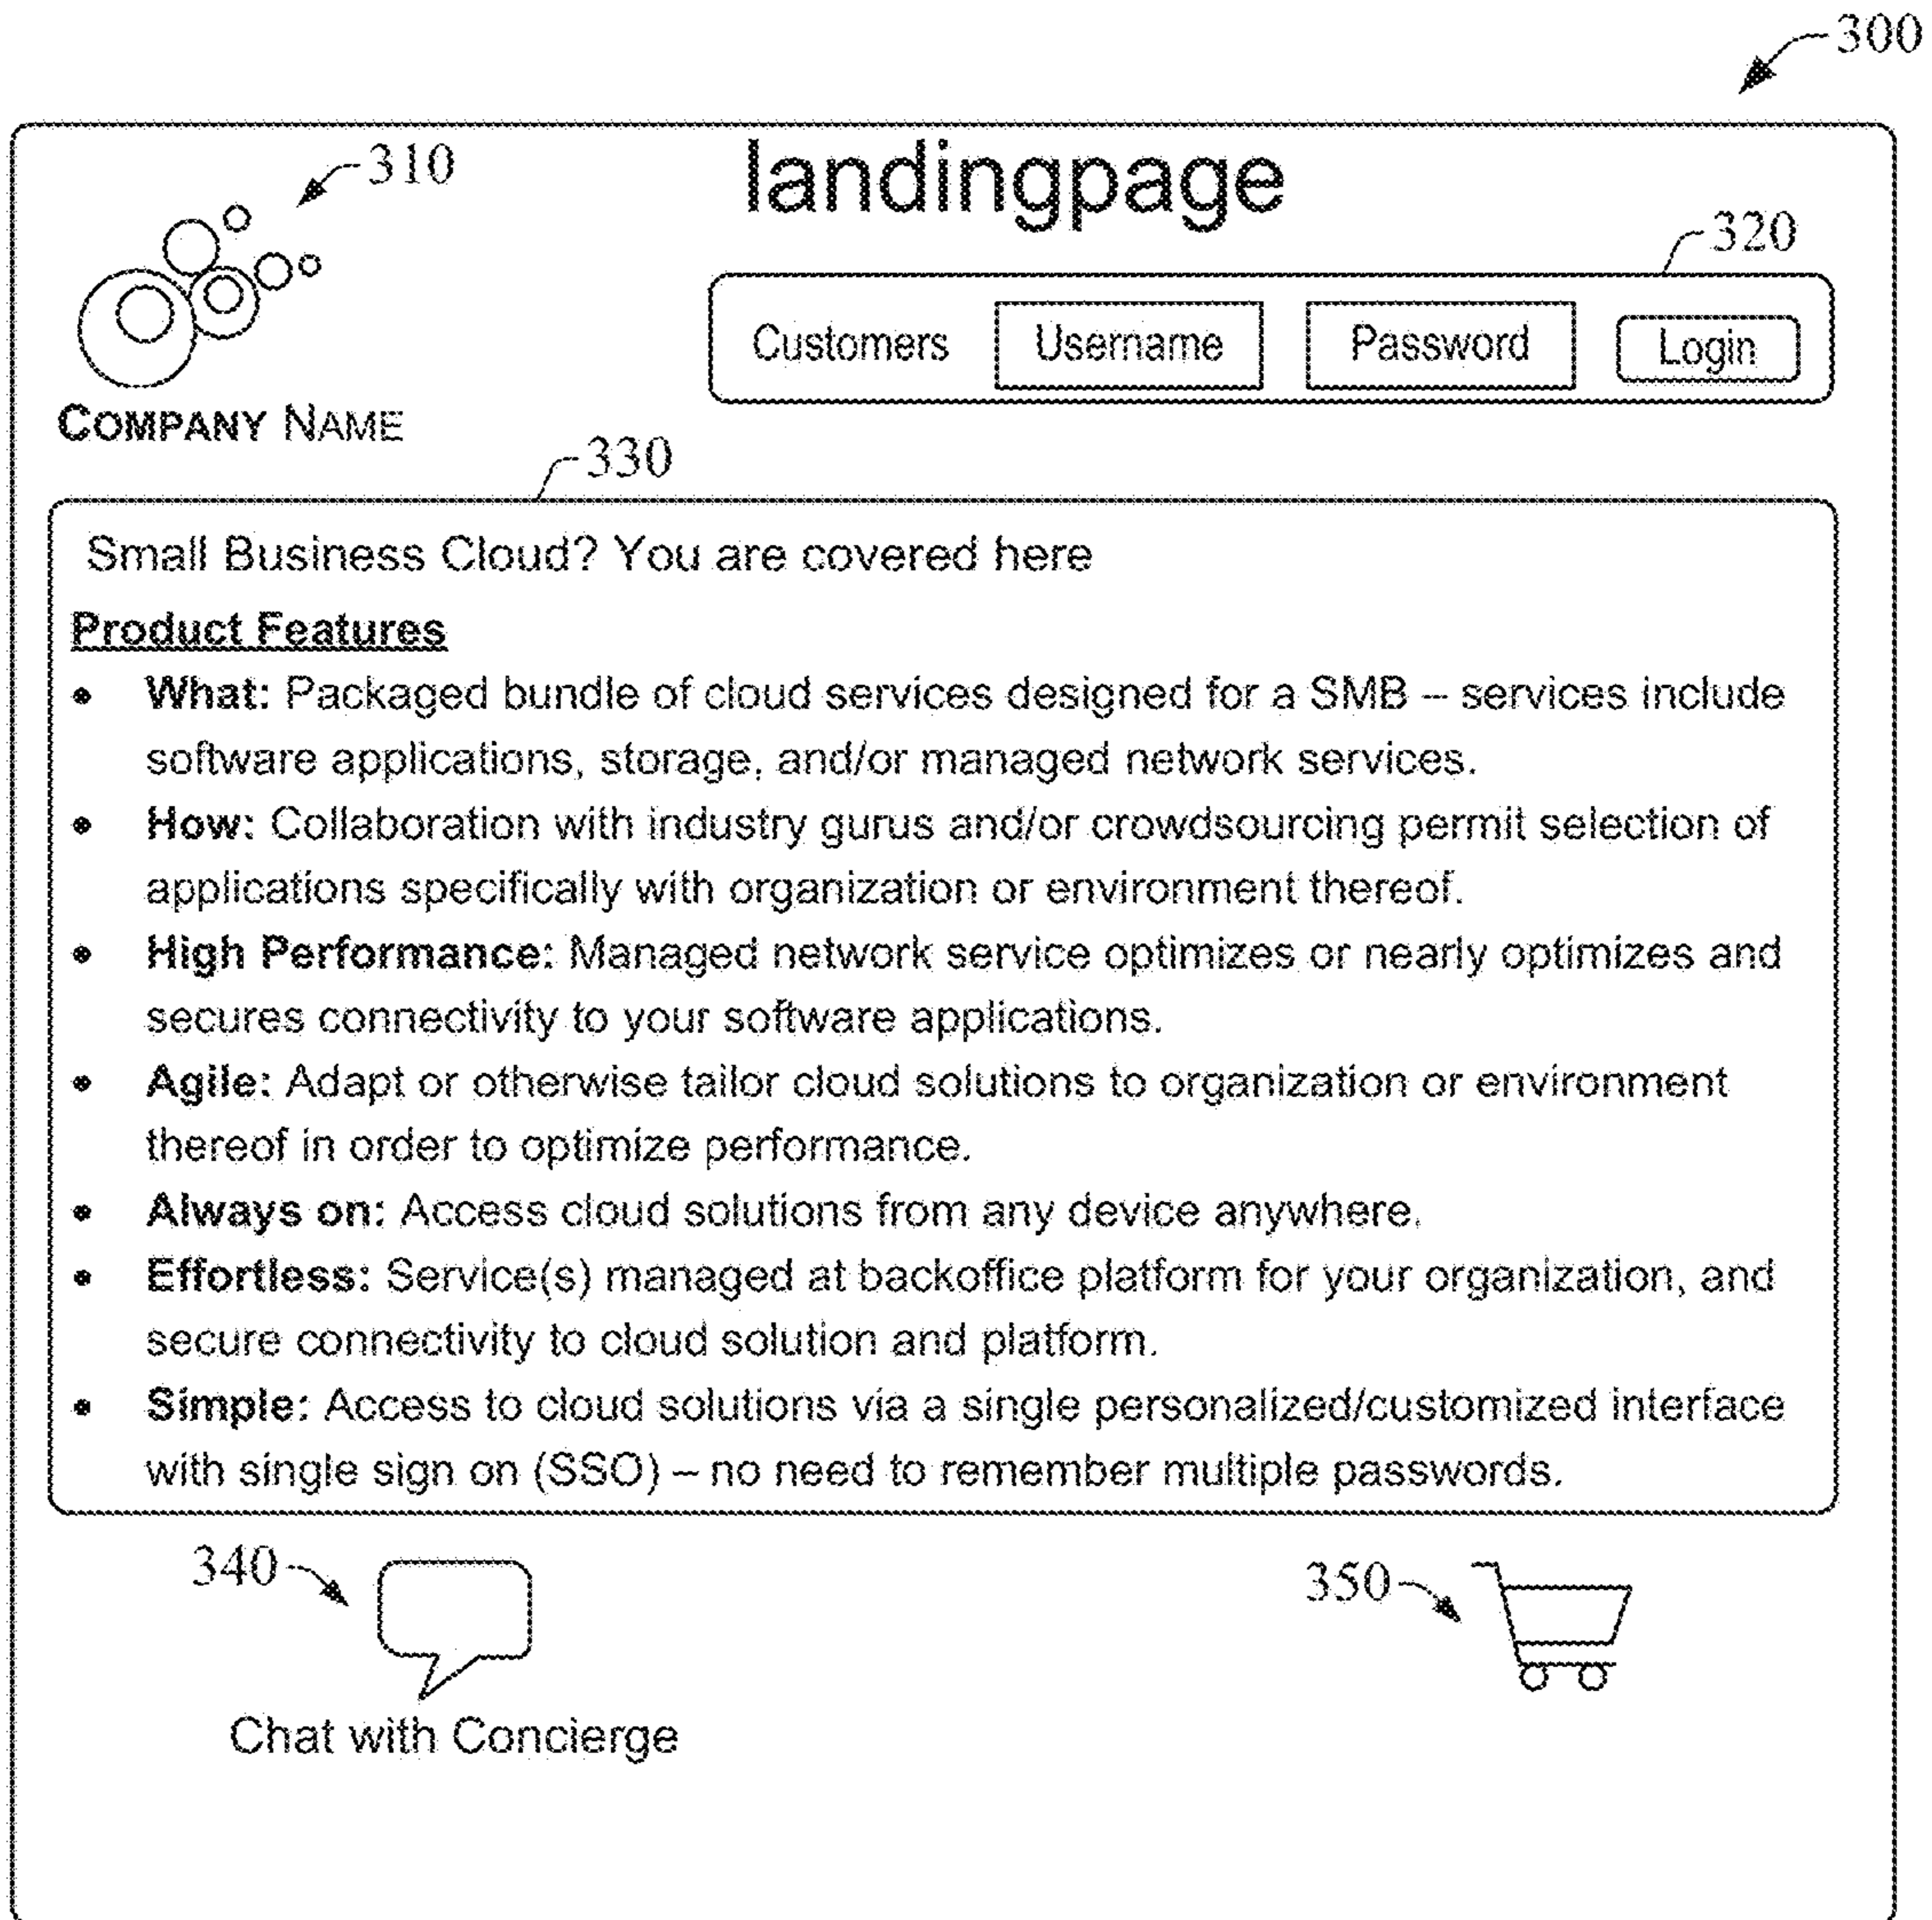 300
310
landingpage
320
Customers Username Password Login
COMPANY NAME
330
Small Business Cloud? You are covered here
Product Features
• What: Packaged bundle of cloud services designed for a SMB – services include
software applications, storage, and/or managed network services.
• How: Collaboration with industry gurus and/or crowdsourcing permit selection of
applications specifically with organization or environment thereof.
• High Performance: Managed network service optimizes or nearly optimizes and
secures connectivity to your software applications.
• Agile: Adapt or otherwise tailor cloud solutions to organization or environment
thereof in order to optimize performance.
• Always on: Access cloud solutions from any device anywhere.
• Effortless: Service(s) managed at backoffice platform for your organization, and
secure connectivity to cloud solution and platform.
• Simple: Access to cloud solutions via a single personalized/customized interface
with single sign on (SSO) – no need to remember multiple passwords.
340
350
Chat with Concierge